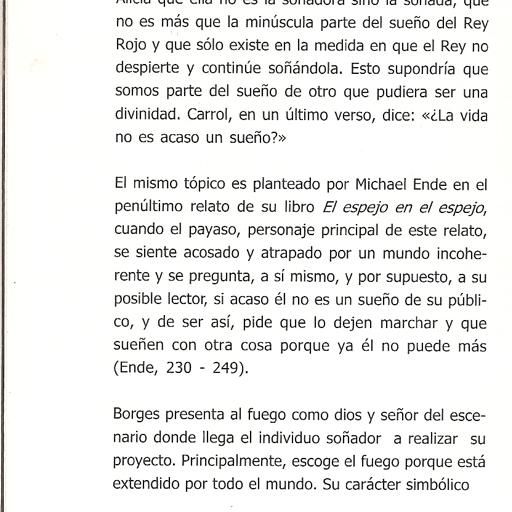 Alicia que ella no es la soñadora sino la soñada, que
no es más que la minúscula parte del sueño del Rey
Rojo y que sólo existe en la medida en que el Rey no
despierte y continúe soñándola. Esto supondría que
somos parte del sueño de otro que pudiera ser una
divinidad. Carrol, en un último verso, dice: «¿La vida
no es acaso un sueño?»

El mismo tópico es planteado por Michael Ende en el
penúltimo relato de su libro El espejo en el espejo,
cuando el payaso, personaje principal de este relato,
se siente acosado y atrapado por un mundo incohe-
rente y se pregunta, a sí mismo, y por supuesto, a su
posible lector, si acaso él no es un sueño de su públi-
co, y de ser así, pide que lo dejen marchar y que
sueñen con otra cosa porque ya él no puede más
(Ende, 230 - 249).

Borges presenta al fuego como dios y señor del esce-
nario donde llega el individuo soñador a realizar su
proyecto. Principalmente, escoge el fuego porque está
extendido por todo el mundo. Su carácter simbólico